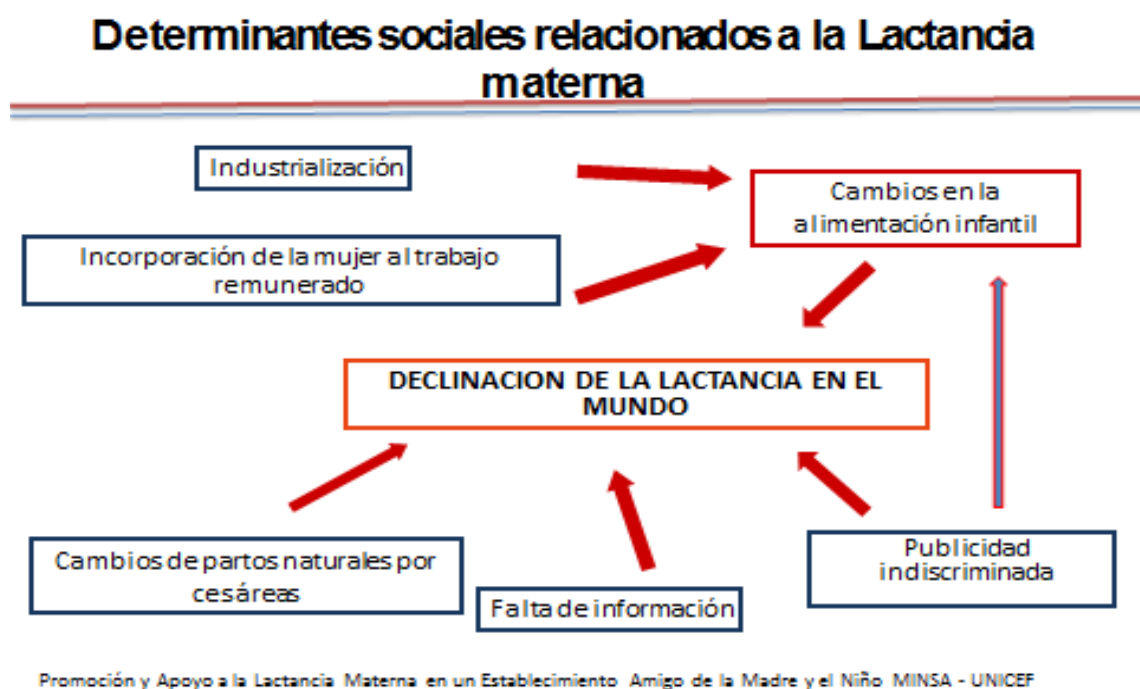 Determinantes sociales relacionados a la Lactancia
materna
Industrialización
Cambios en la
alimentación infantil
Incorporación de la mujer al trabajo
remunerado
DECLINACION DE LA LACTANCIA EN EL
MUNDO
Cambios de partos naturales por
cesáreas
Falta de información
Publicidad
indiscriminada
Promoción y Apoyo a la Lactancia Materna en un Establecimiento Amigo de la Madre y el Niño MINSA - UNICEF